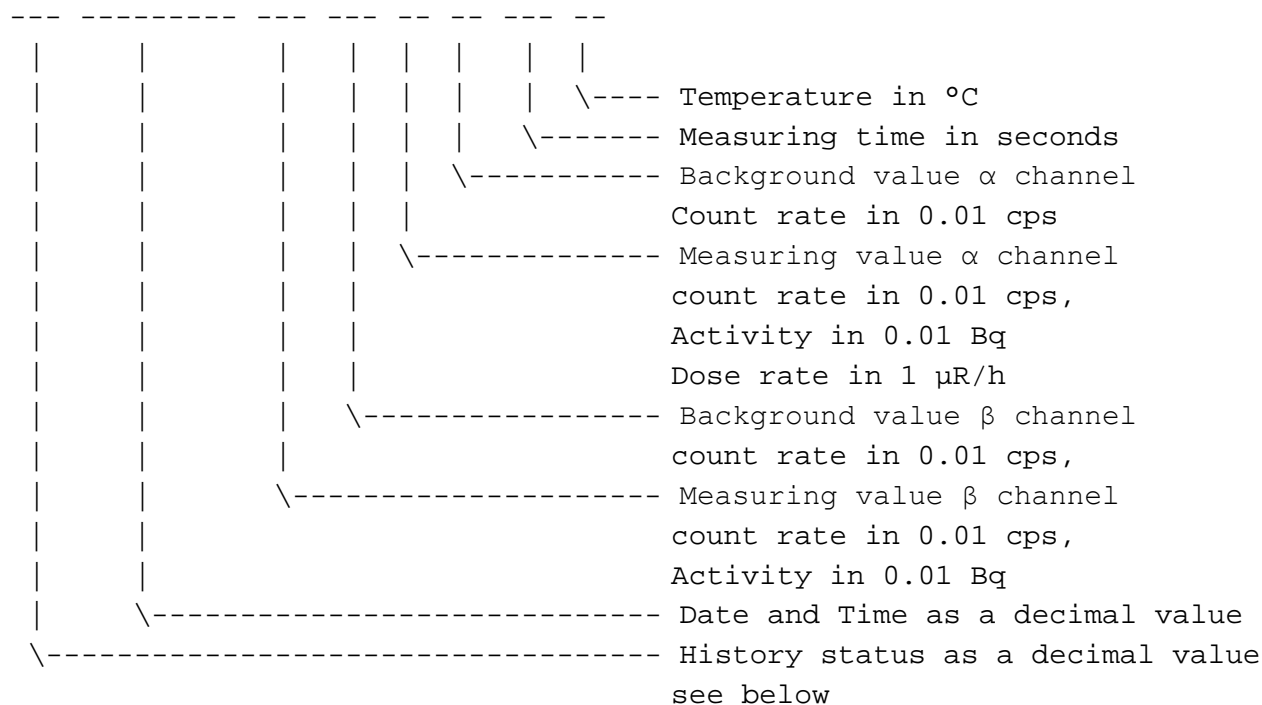 --- --------- --- --- -- -- --- --
| | | | | | | |
| | | | | | | \---- Temperature in °C
| | | | | | \------- Measuring time in seconds
| | | | | \----------- Background value α channel
| | | | | Count rate in 0.01 cps
| | | | \-------------- Measuring value α channel
| | | | count rate in 0.01 cps,
| | | | Activity in 0.01 Bq
| | | | Dose rate in 1 µR/h
| | | \----------------- Background value β channel
| | | count rate in 0.01 cps,
| | \--------------------- Measuring value β channel
| | count rate in 0.01 cps,
| | Activity in 0.01 Bq
| \----------------------------- Date and Time as a decimal value
\----------------------------------- History status as a decimal value
see below